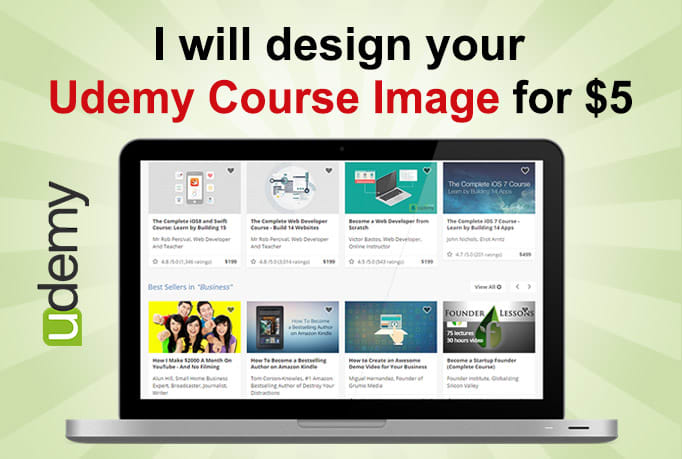 I will design your
Udemy Course Image for $5
udemy
The Complete iOS8 and Swift
Course: Learn by Building 15
Mr Rob Percival, Web Developer
And Teacher
4.8 /5.0 (1,346 ratings) $199
The Complete Web Developer
Course - Build 14 Websites
Mr Rob Percival, Web Developer
And Teacher
4.8 /5.0 (3,014 ratings) $199
Become a Web Developer from
Scratch
Victor Bastos, Web Developer,
Online Instructor
4.5 /5.0 (543 ratings) $199
The Complete iOS 7 Course
Learn by Building 14 Apps
The Complete iOS 7 Course -
Learn by Building 14 Apps
John Nichols, Eliot Arntz
4.7 /5.0 (201 ratings) $499
Best Sellers in "Business"
View All
How I Make $2000 A Month On
YouTube - And No Filming
Alun Hill, Small Home Business
Expert, Broadcaster, Journalist,
Writer
How To Become
a Bestselling Author
on Amazon Kindle
How To Become a Bestselling
Author on Amazon Kindle
Tom Corson-Knowles, #1 Amazon
Bestselling Author of Destroy Your
Distractions
How to Create an Awesome
Demo Video for Your Business
Miguel Hernandez, Founder of
Grumo Media
FOUNDER LESSONS
75 lectures
30 hours video
Become a Startup Founder
(Complete Course)
Founder Institute, Globalizing
Silicon Valley